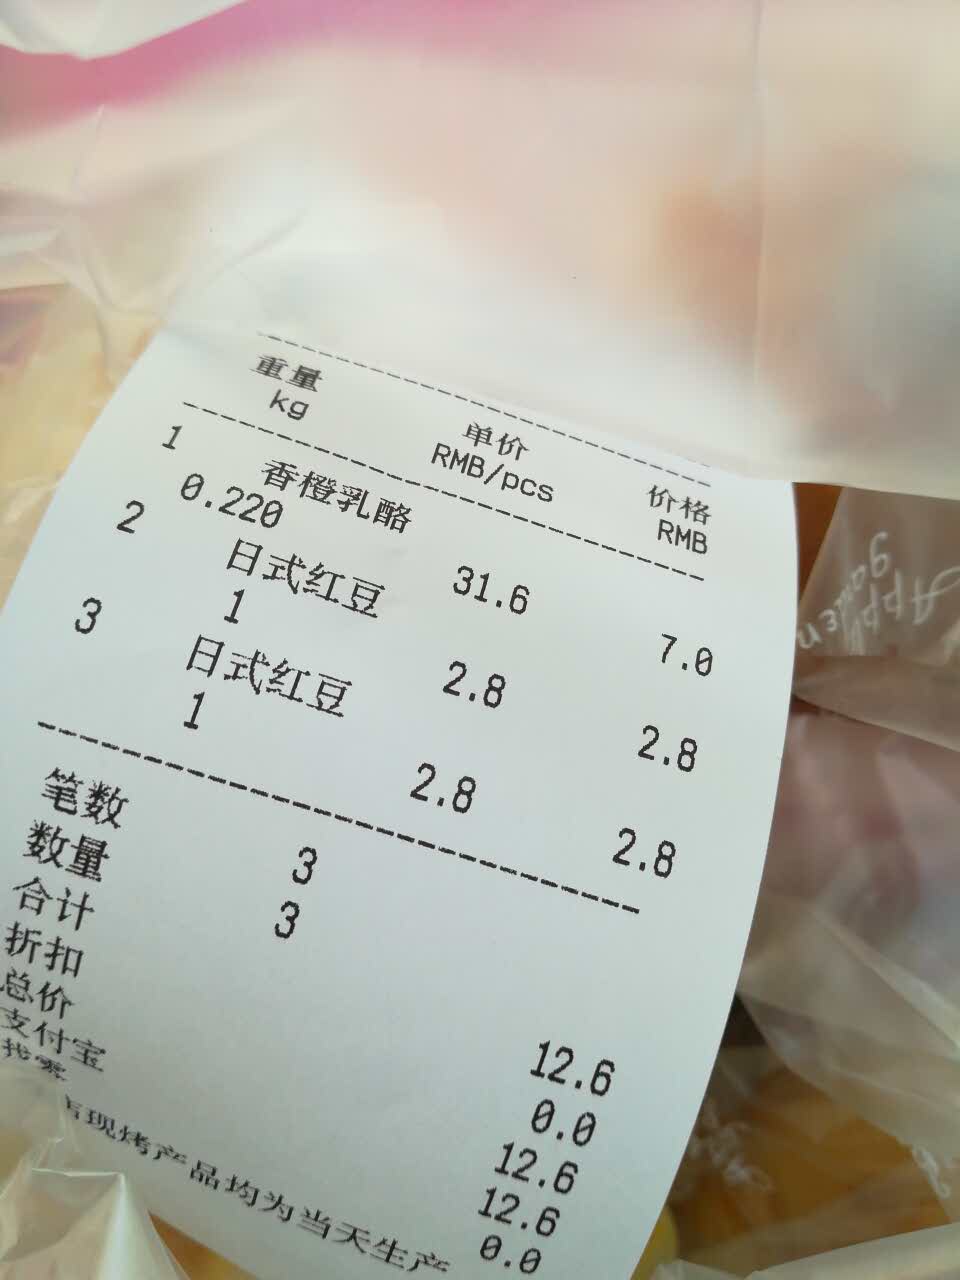 重量 单价 价格
kg RMB/pcs RMB
1 香橙乳酪
0.220 31.6 7.0
2 日式红豆
1 2.8 2.8
3 日式红豆
1 2.8 2.8
笔数 3
数量 3
合计 12.6
折扣 0.0
总价 12.6
支付宝 12.6
找零 0.0
店现烤产品均为当天生产